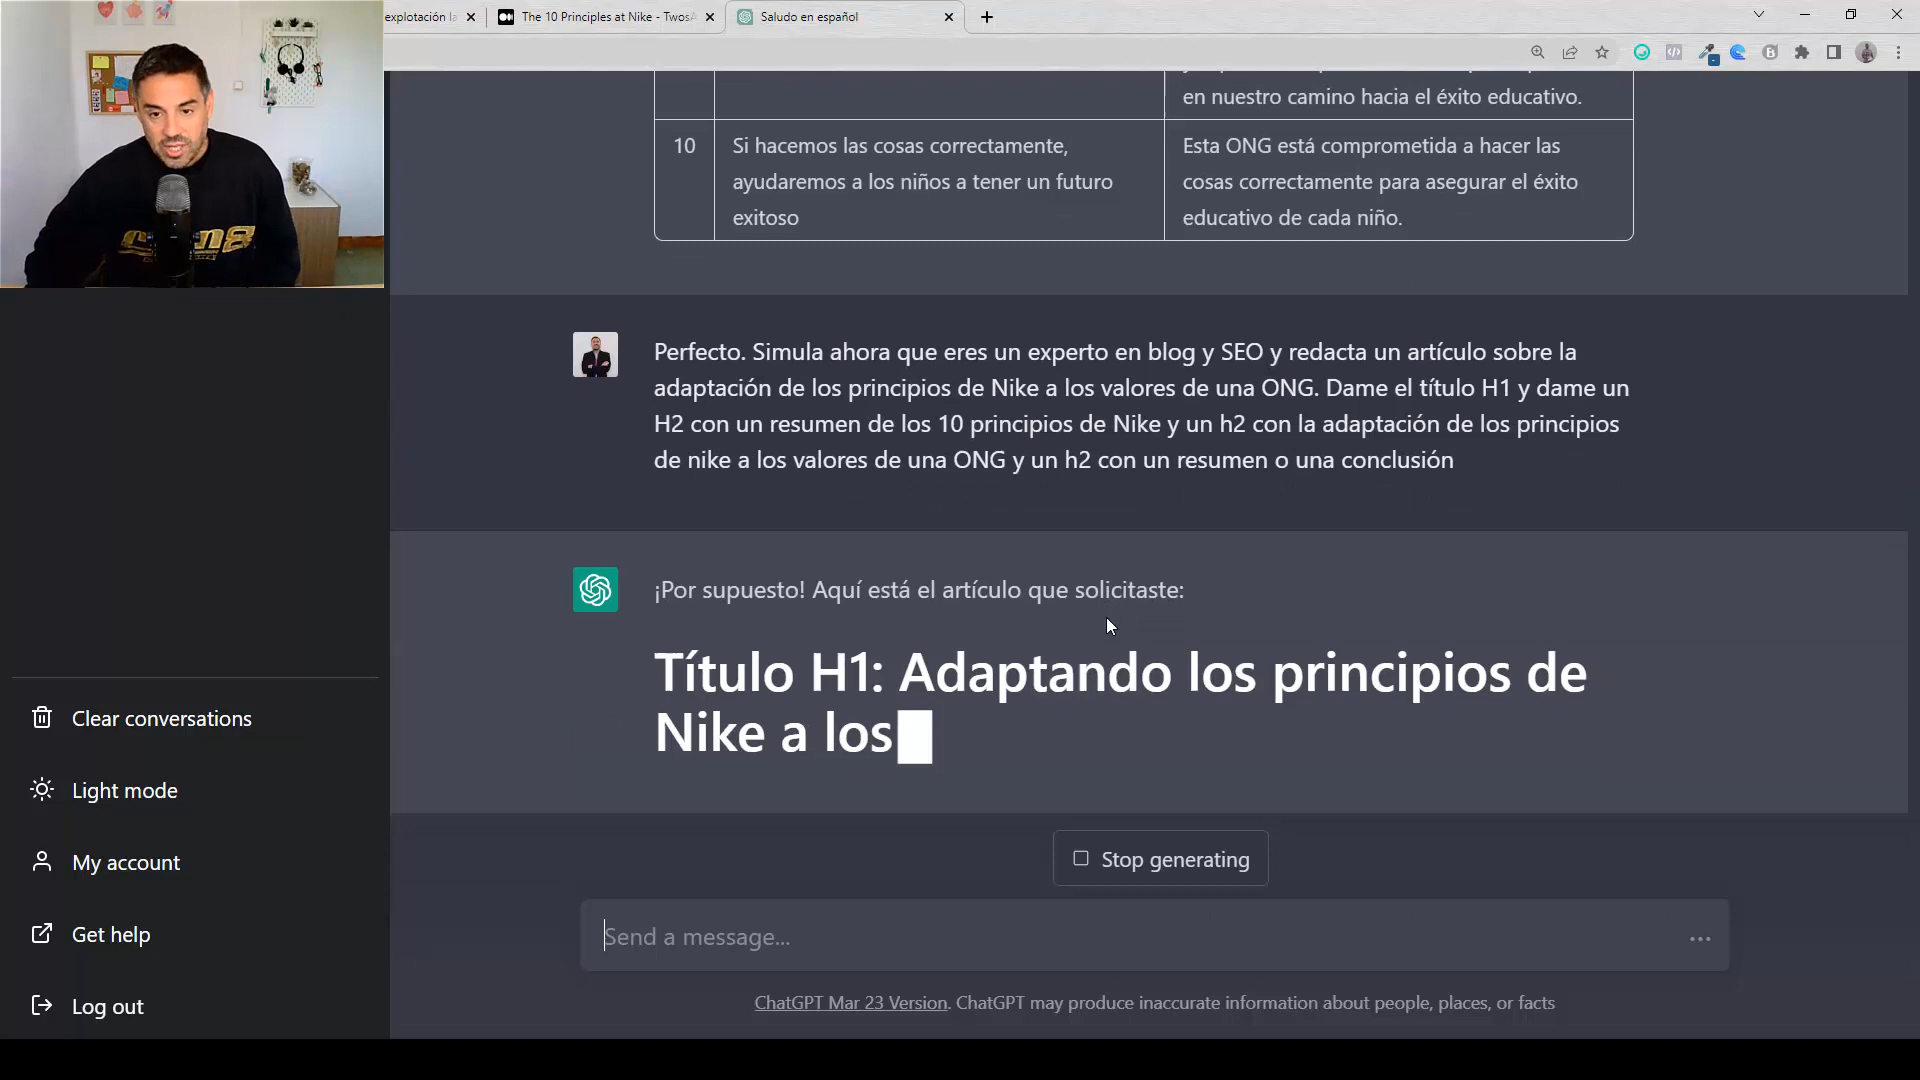 explotación la
The 10 Principles at Nike - TwosA
Saludo en español
en nuestro camino hacia el éxito educativo.
10
Si hacemos las cosas correctamente,
ayudaremos a los niños a tener un futuro
exitoso
Esta ONG está comprometida a hacer las
cosas correctamente para asegurar el éxito
educativo de cada niño.
Perfecto. Simula ahora que eres un experto en blog y SEO y redacta un artículo sobre la
adaptación de los principios de Nike a los valores de una ONG. Dame el título H1 y dame un
H2 con un resumen de los 10 principios de Nike y un h2 con la adaptación de los principios
de nike a los valores de una ONG y un h2 con un resumen o una conclusión
¡Por supuesto! Aquí está el artículo que solicitaste:
Título H1: Adaptando los principios de
Nike a los
Clear conversations
Light mode
My account
Get help
Log out
Stop generating
Send a message...
ChatGPT Mar 23 Version. ChatGPT may produce inaccurate information about people, places, or facts